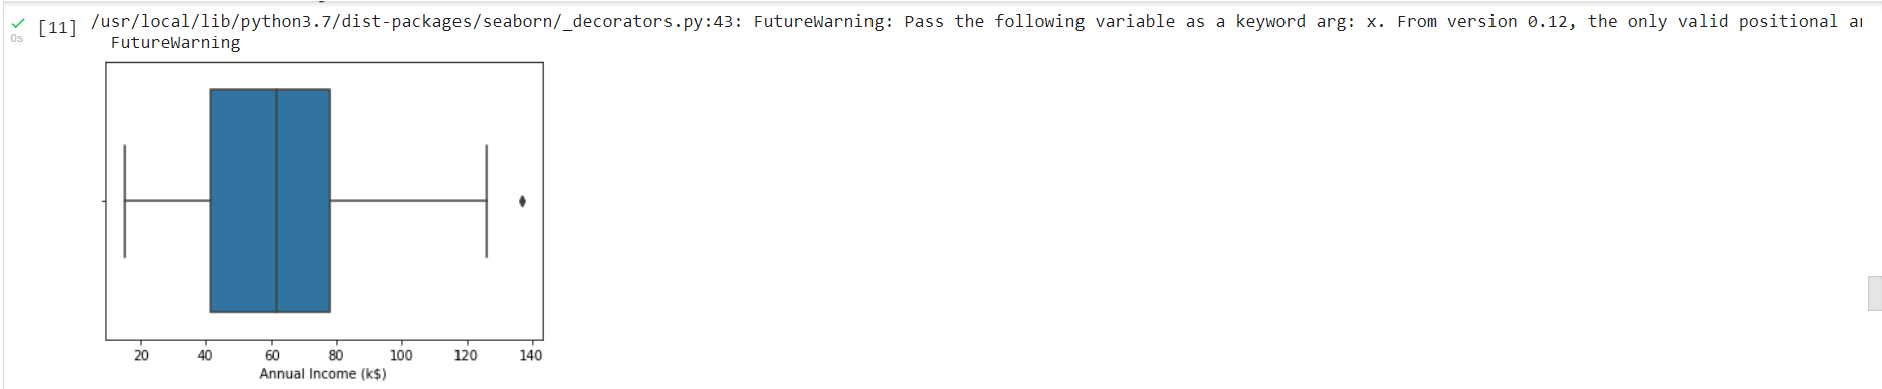 [11] /usr/local/lib/python3.7/dist-packages/seaborn/_decorators.py:43: FutureWarning: Pass the following variable as a keyword arg: x. From version 0.12, the only valid positional
0s
FutureWarning
20 40 60 80 100 120 140
Annual Income (k$)